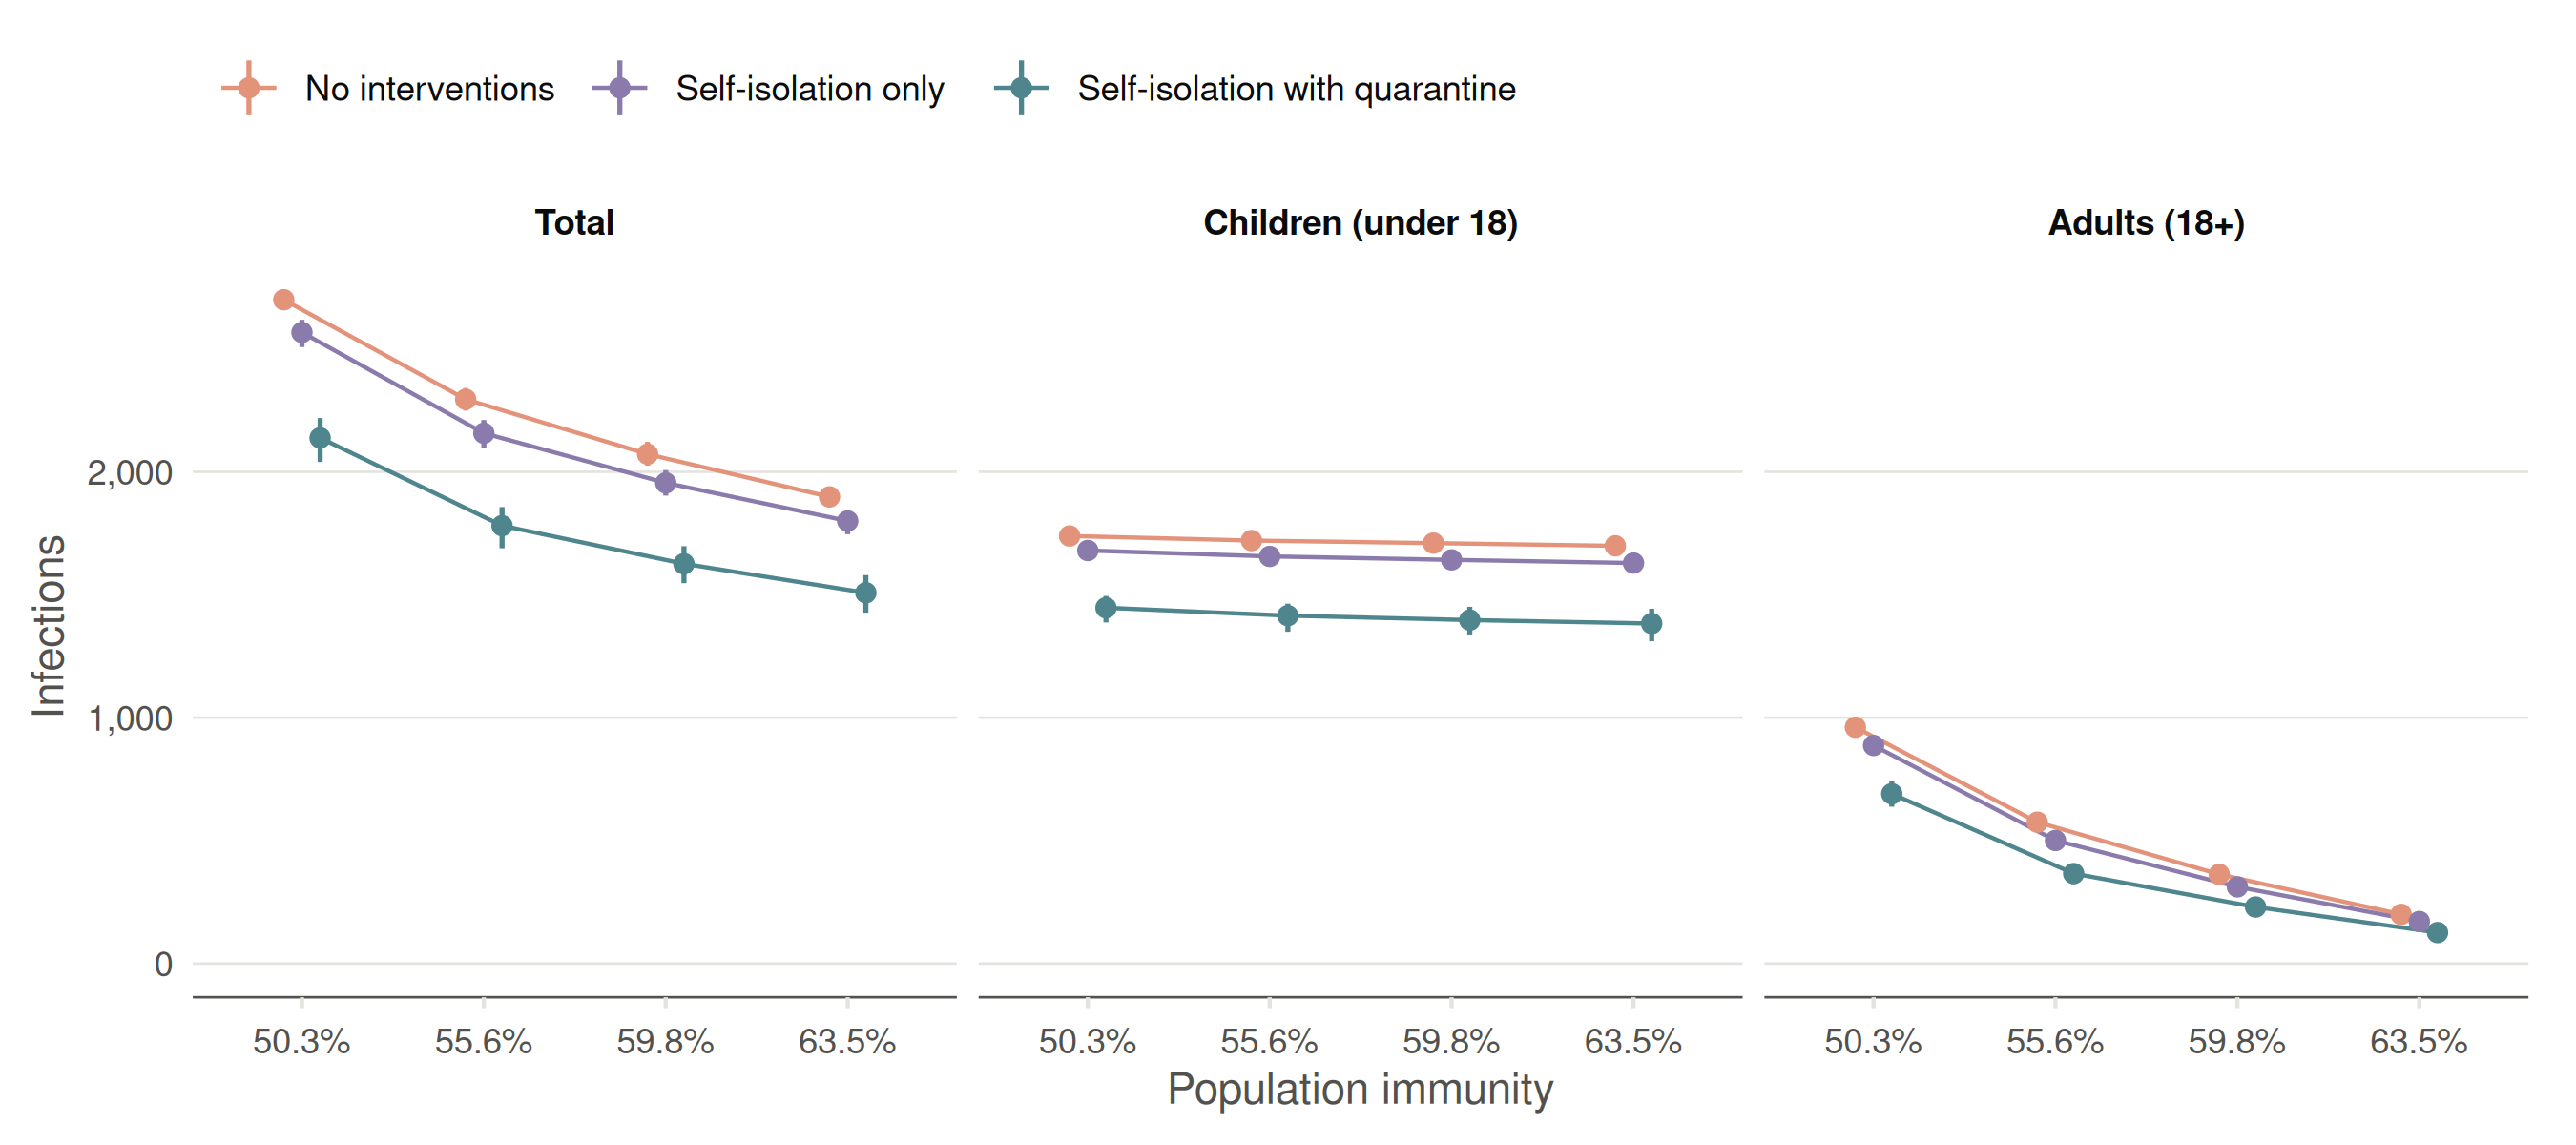 No interventions Self-isolation only Self-isolation with quarantine
Total Children (under 18) Adults (18+)
2,000
1,000
0
Infections
50.3% 55.6% 59.8% 63.5% 50.3% 55.6% 59.8% 63.5% 50.3% 55.6% 59.8% 63.5%
Population immunity